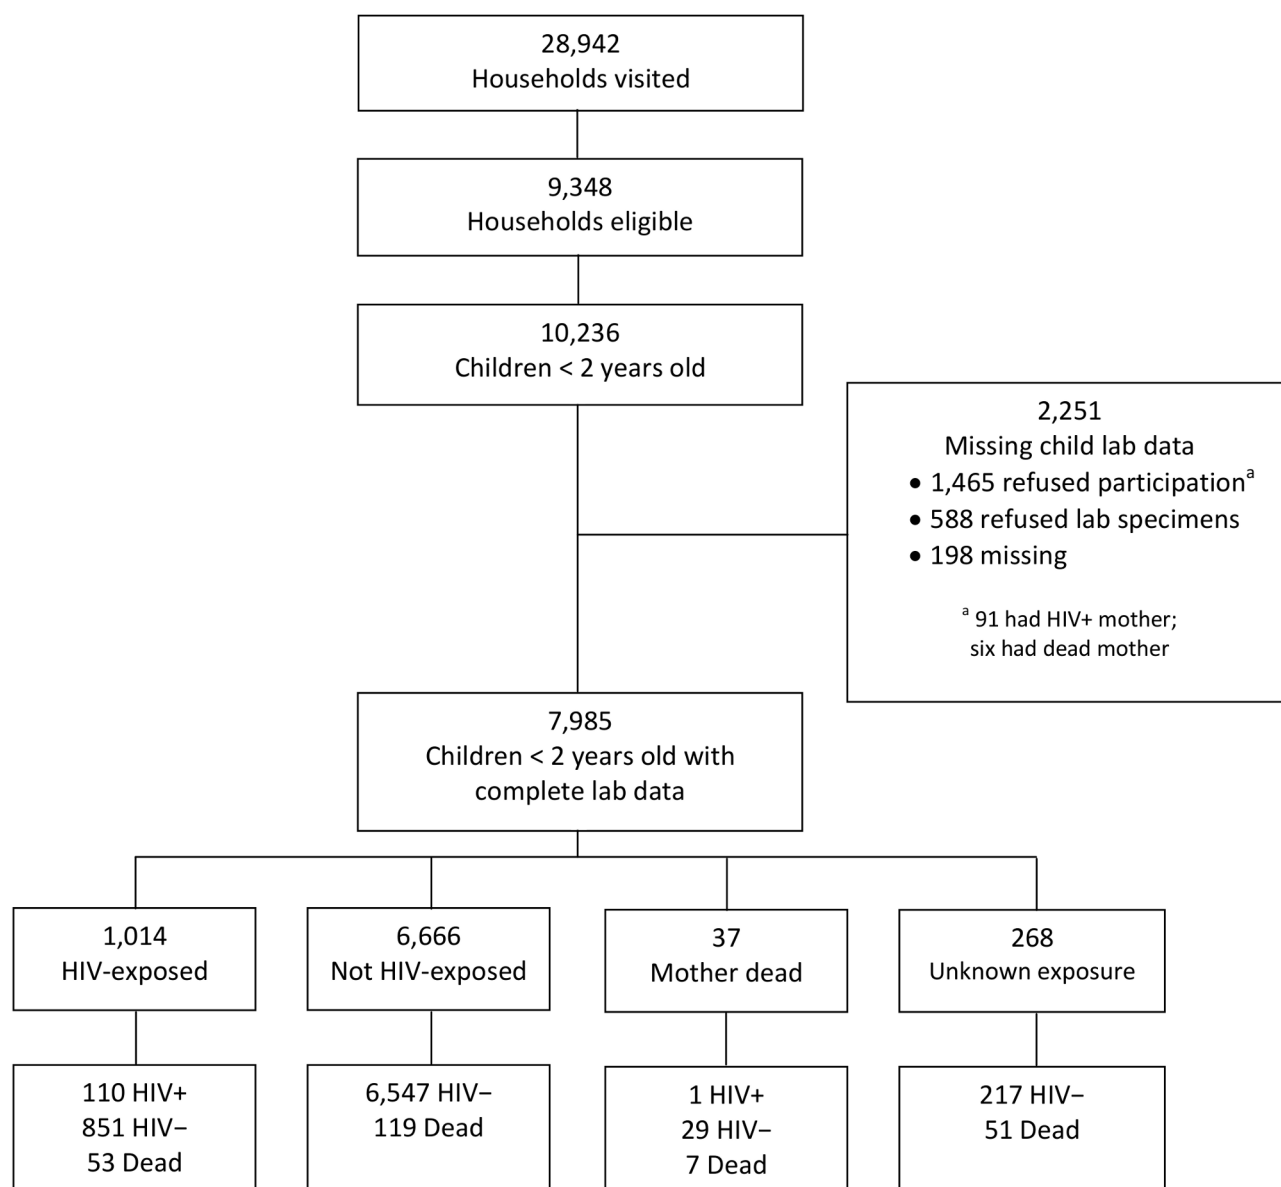 28,942
Households visited
9,348
Households eligible
10,236
Children < 2 years old
2,251
Missing child lab data
• 1,465 refused participationᵃ
• 588 refused lab specimens
• 198 missing
ᵃ 91 had HIV+ mother;
six had dead mother
7,985
Children < 2 years old with
complete lab data
1,014
HIV-exposed
6,666
Not HIV-exposed
37
Mother dead
268
Unknown exposure
110 HIV+
851 HIV−
53 Dead
6,547 HIV−
119 Dead
1 HIV+
29 HIV−
7 Dead
217 HIV−
51 Dead